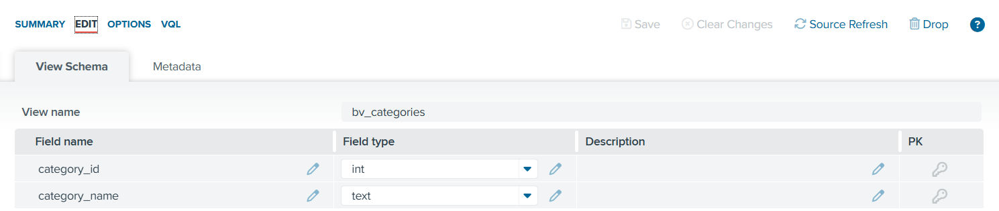 SUMMARY EDIT OPTIONS VQL Save Clear Changes Source Refresh Drop ?
View Schema Metadata
View name bv_categories
Field name Field type Description PK
category_id int
category_name text